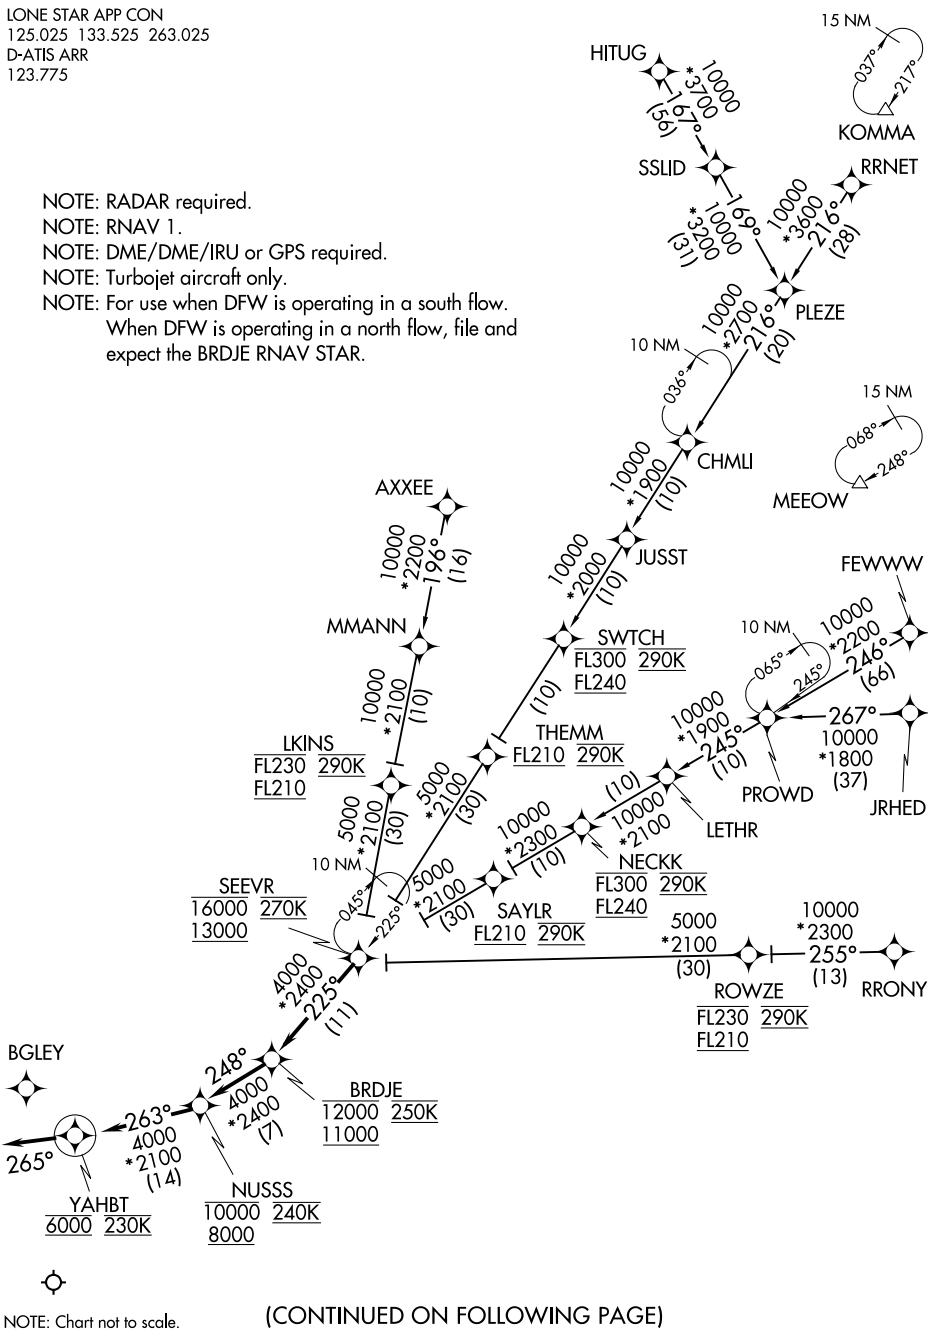 LONE STAR APP CON
125.025 133.525 263.025
D-ATIS ARR
123.775
15 NM
037°
217°
KOMMA
HITUG
10000
*3700
167°
(56)
SSLID
RRNET
169°
10000
*3200
(31)
10000
*3600
216°
(28)
NOTE: RADAR required.
NOTE: RNAV 1.
NOTE: DME/DME/IRU or GPS required.
NOTE: Turbojet aircraft only.
NOTE: For use when DFW is operating in a south flow.
When DFW is operating in a north flow, file and
expect the BRDJE RNAV STAR.
PLEZE
10000
*2700
216°
(20)
10 NM
036°
CHMLI
15 NM
068°
248°
MEEOW
10000
*1900
(10)
AXXEE
10000
*2200
196°
(16)
JUSST
10000
*2000
(10)
FEWWW
MMANN
SWTCH
FL300 290K
FL240
10 NM
065°
245°
10000
*2200
246°
(66)
10000
*2100
(10)
(10)
267°
10000
*1800
(37)
10000
*1900
245°
(10)
LKINS
FL230 290K
FL210
THEMM
FL210 290K
PROWD
JRHED
5000
*2100
(30)
5000
*2100
(30)
(10)
10000
*2100
LETHR
10000
*2300
(10)
NECKK
FL300 290K
FL240
10 NM
045°
225°
SEEVR
16000 270K
13000
5000
*2100
(30)
SAYLR
FL210 290K
5000
*2100
(30)
10000
*2300
255°
(13)
ROWZE
FL230 290K
FL210
RRONY
4000
*2400
225°
(11)
BGLEY
248°
4000
*2400
(7)
BRDJE
12000 250K
11000
263°
4000
*2100
(14)
265°
YAHBT
6000 230K
NUSSS
10000 240K
8000
NOTE: Chart not to scale.
(CONTINUED ON FOLLOWING PAGE)